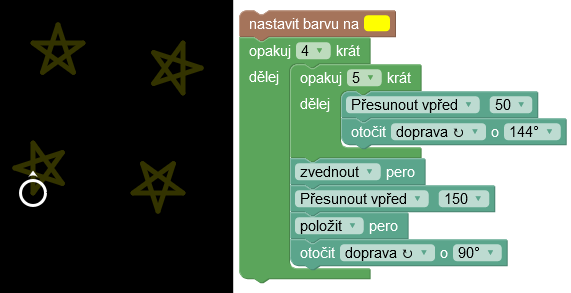 nastavit barvu na
opakuj 4 krát
dělej opakuj 5 krát
dělej Přesunout vpřed 50
otočit doprava ↻ o 144°
zvednout pero
Přesunout vpřed 150
položit pero
otočit doprava ↻ o 90°